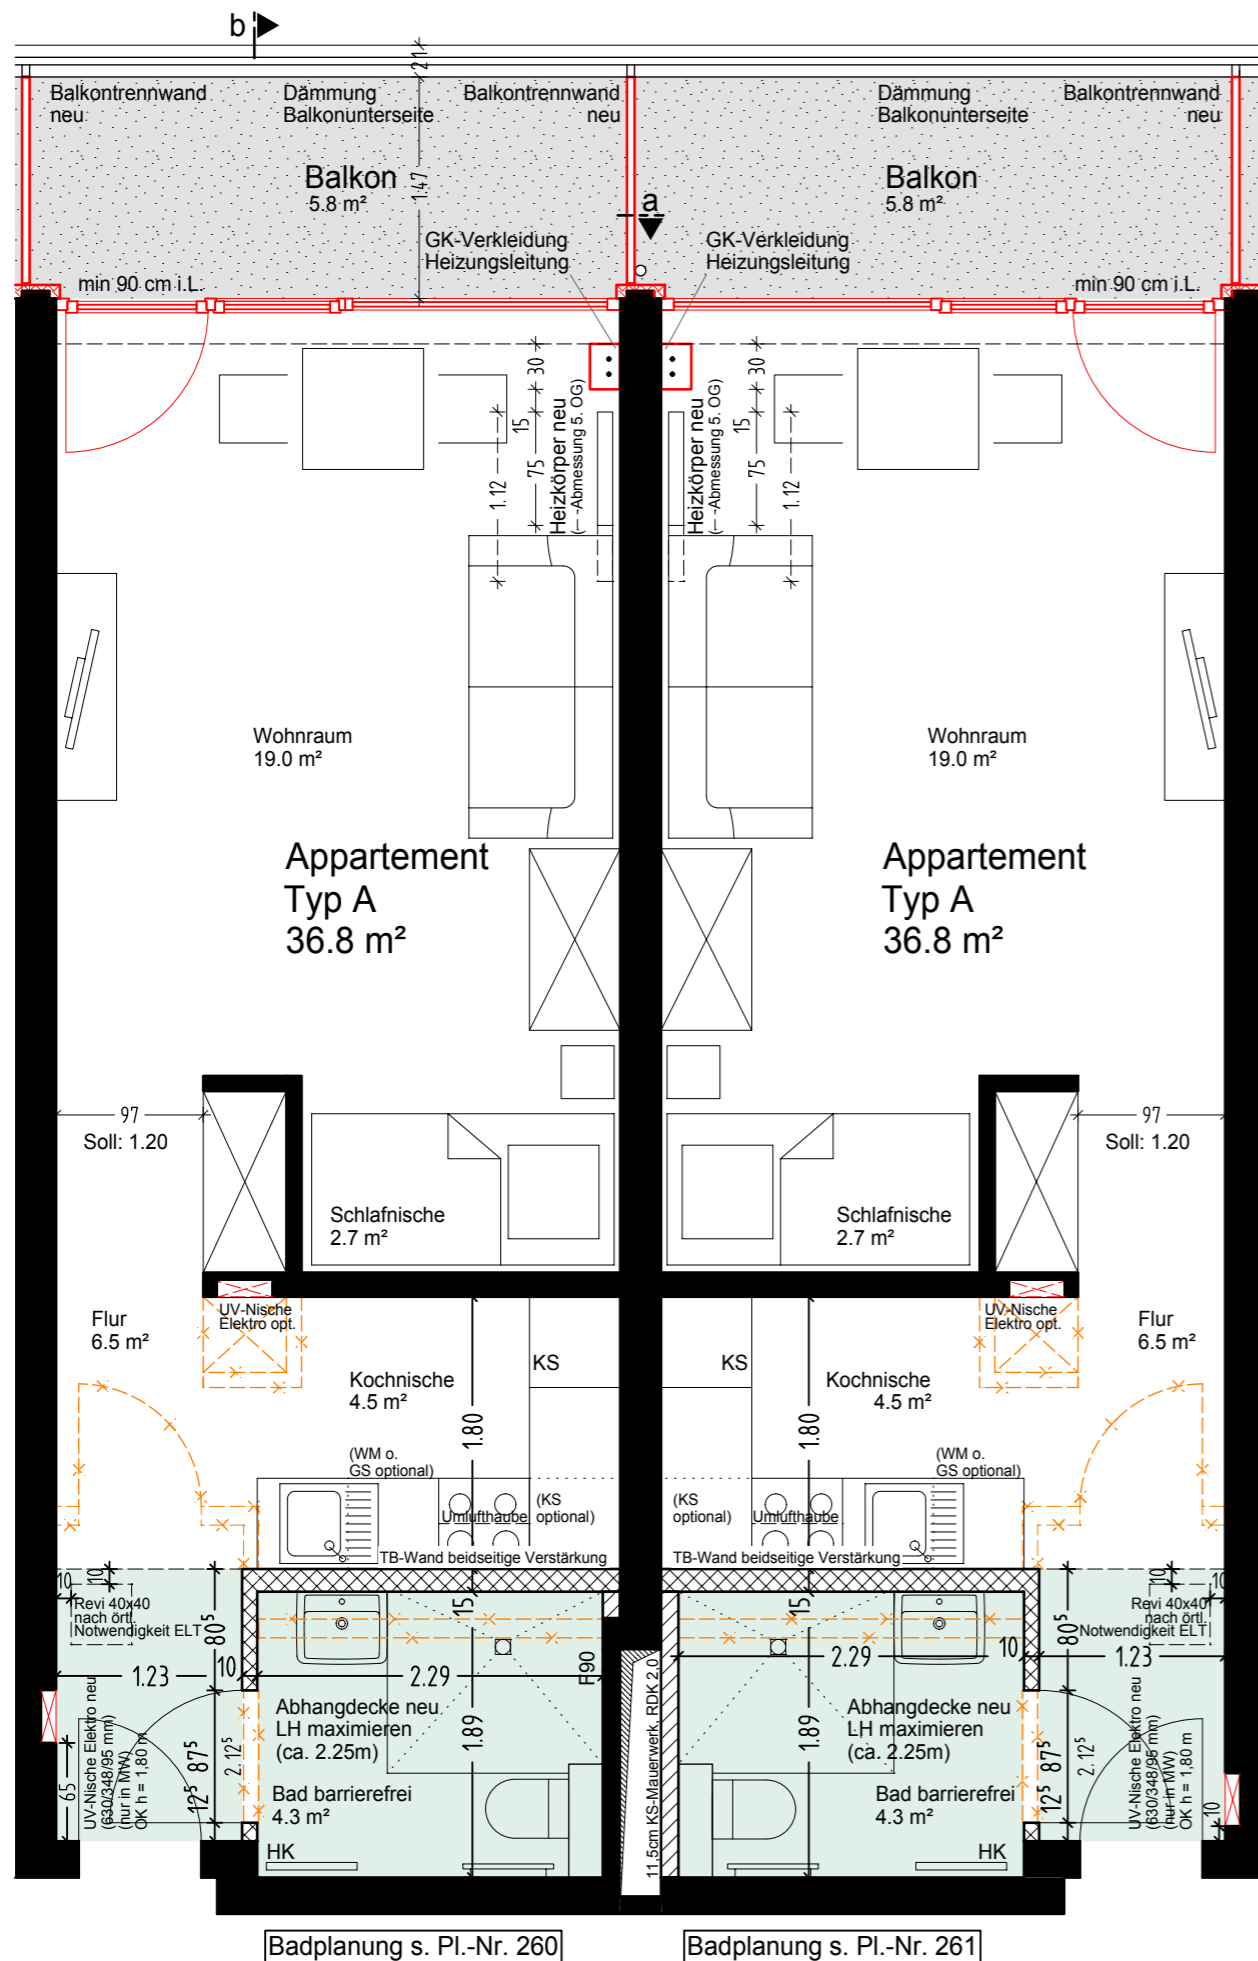 b
21
Balkontrennwand
neu
Dämmung
Balkonunterseite
Balkontrennwand
neu
Dämmung
Balkonunterseite
Balkontrennwand
neu
Balkon
5.8 m²
1.47
Balkon
5.8 m²
a
GK-Verkleidung
Heizungsleitung
GK-Verkleidung
Heizungsleitung
min 90 cm i.L.
min 90 cm i.L.
30
15
75
1.12
Heizkörper neu
(-- -Abmessung 5. OG)
Heizkörper neu
(-- -Abmessung 5. OG)
30
15
75
1.12
Wohnraum
19.0 m²
Wohnraum
19.0 m²
Appartement
Typ A
36.8 m²
Appartement
Typ A
36.8 m²
97
Soll: 1.20
97
Soll: 1.20
Schlafnische
2.7 m²
Schlafnische
2.7 m²
Flur
6.5 m²
UV-Nische
Elektro opt.
UV-Nische
Elektro opt.
Flur
6.5 m²
KS
KS
Kochnische
4.5 m²
Kochnische
4.5 m²
1.80
1.80
(WM o.
GS optional)
(WM o.
GS optional)
(KS
optional)
(KS
optional)
Umlufthaube
Umlufthaube
TB-Wand beidseitige Verstärkung
TB-Wand beidseitige Verstärkung
10
10
10
10
Revi 40x40
nach örtl.
Notwendigkeit ELT
Revi 40x40
nach örtl.
Notwendigkeit ELT
80⁵
15
15
80⁵
1.23
10
2.29
F90
2.29
10
1.23
Abhangdecke neu
LH maximieren
(ca. 2.25m)
Abhangdecke neu
LH maximieren
(ca. 2.25m)
1.89
1.89
11,5cm KS-Mauerwerk, RDK 2,0
Bad barrierefrei
4.3 m²
Bad barrierefrei
4.3 m²
65
UV-Nische Elektro neu
(630/348/95 mm)
(nur in MW)
OK h = 1,80 m
12⁵
87⁵
2.12⁵
12⁵
87⁵
2.12⁵
UV-Nische Elektro neu
(630/348/95 mm)
(nur in MW)
OK h = 1,80 m
10
HK
HK
Badplanung s. Pl.-Nr. 260
Badplanung s. Pl.-Nr. 261